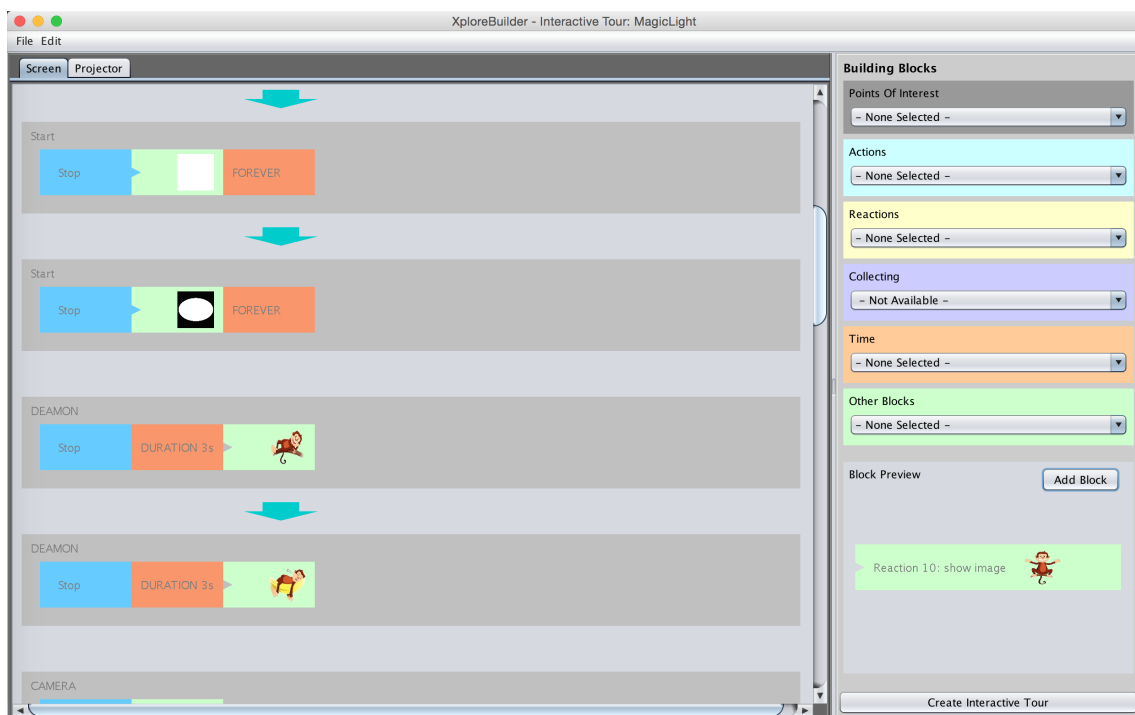 XploreBuilder - Interactive Tour: MagicLight
File Edit
Screen Projector
Start
Stop FOREVER
Start
Stop FOREVER
DEAMON
Stop DURATION 3s
DEAMON
Stop DURATION 3s
CAMERA
Building Blocks
Points Of Interest
- None Selected -
Actions
- None Selected -
Reactions
- None Selected -
Collecting
- Not Available -
Time
- None Selected -
Other Blocks
- None Selected -
Block Preview
Add Block
Reaction 10: show image
Create Interactive Tour